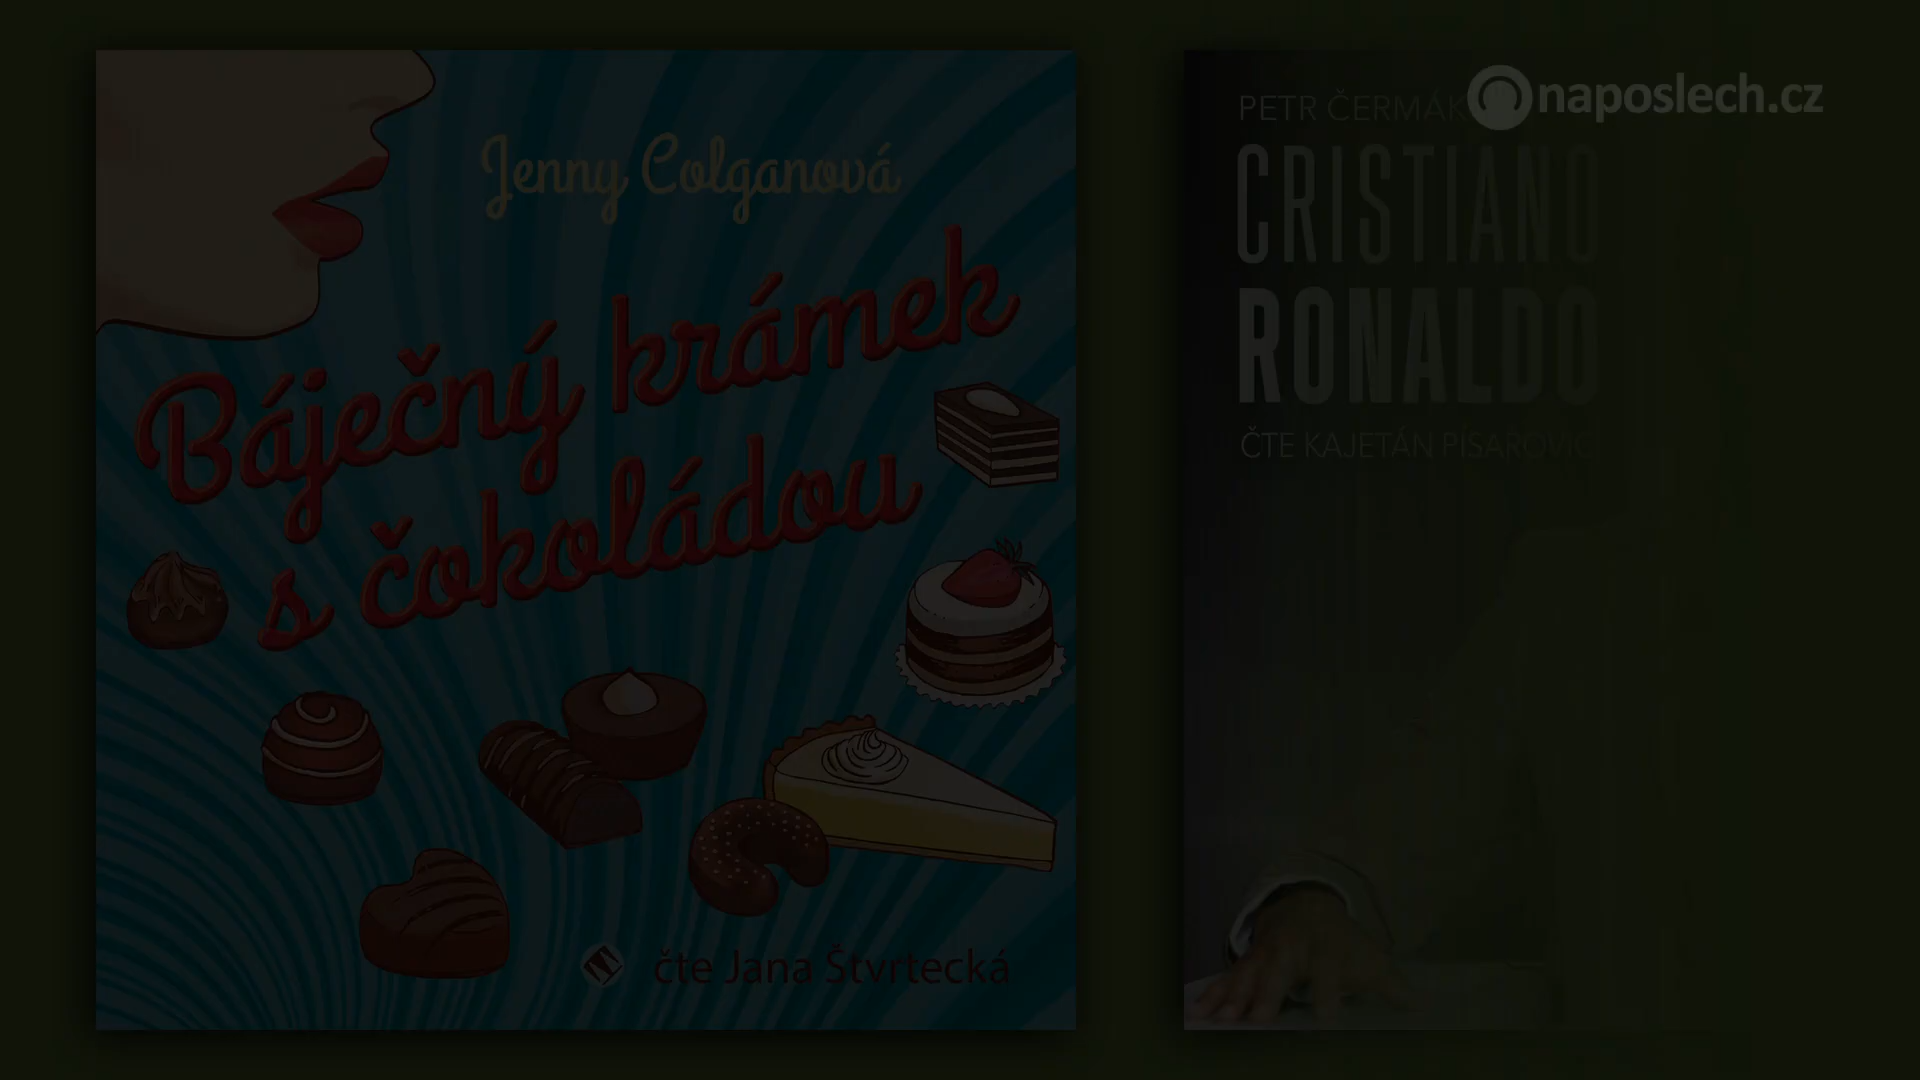 Jenny Colganová
Báječný krámek
s čokoládou
čte Jana Štvrtecká
PETR ČERMÁK
CRISTIANO
RONALDO
ČTE KAJETÁN PÍSAŘOVIC
naposlech.cz